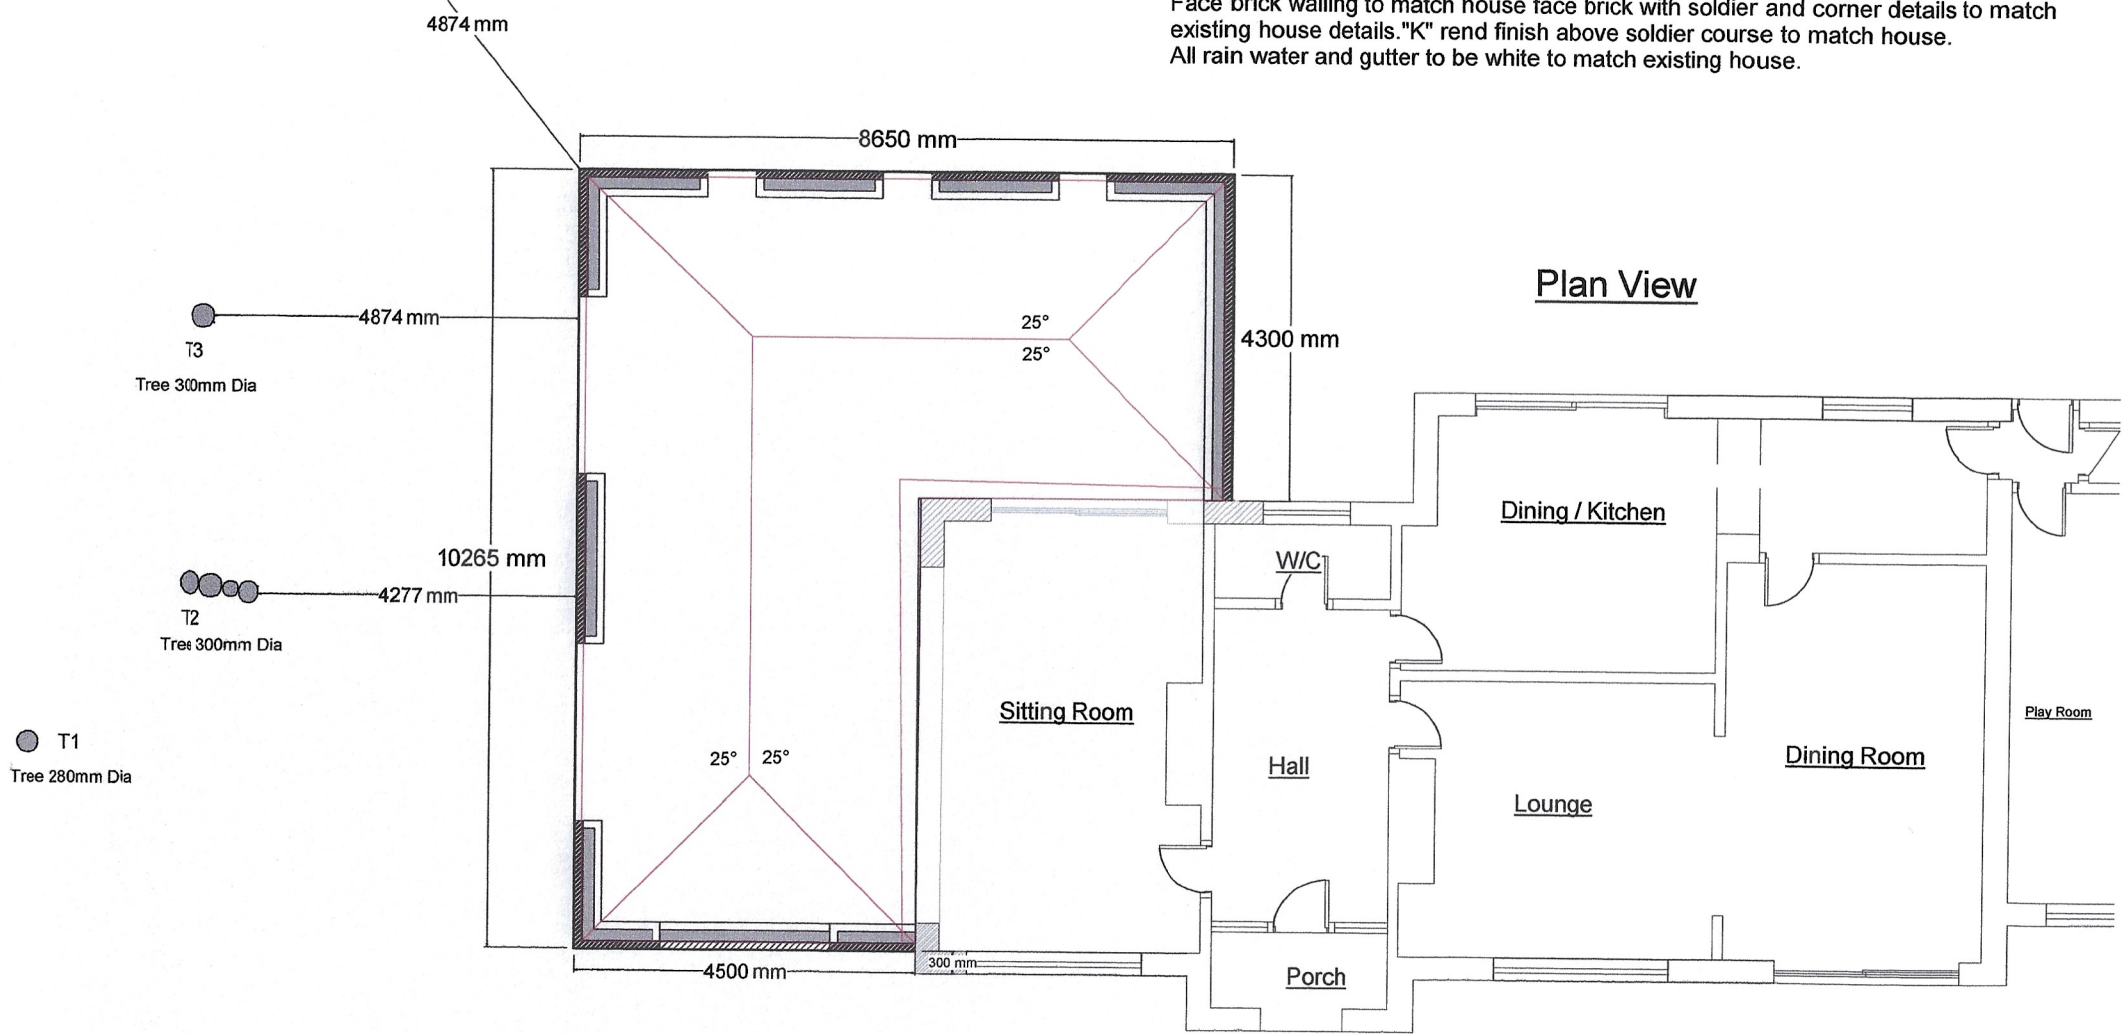 Face brick walling to match house face brick with soldier and corner details to match
existing house details."K" rend finish above soldier course to match house.
All rain water and gutter to be white to match existing house.
4874 mm
8650 mm
Plan View
4874 mm
T3
Tree 300mm Dia
25°
25°
4300 mm
10265 mm
Dining / Kitchen
W/C
4277 mm
T2
Tree 300mm Dia
Sitting Room
Play Room
T1
Tree 280mm Dia
25°
25°
Hall
Dining Room
Lounge
4500 mm
300 mm
Porch